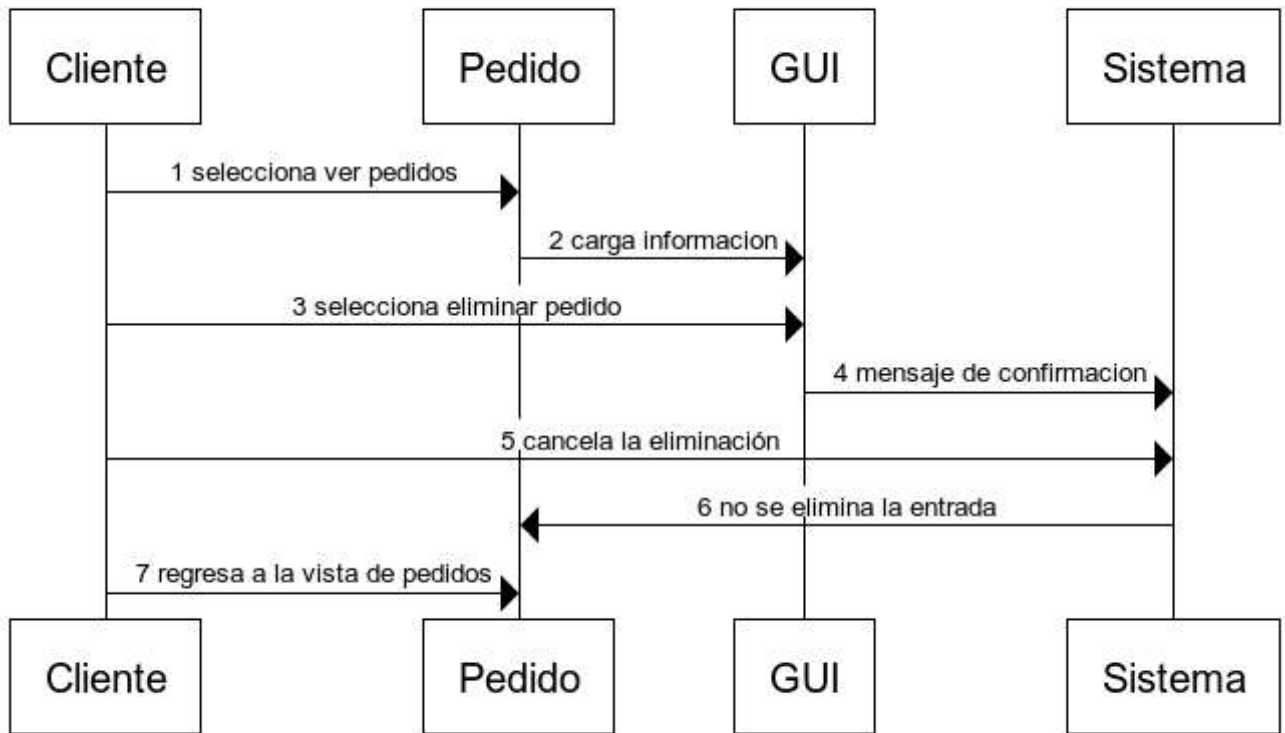 Cliente
Pedido
GUI
Sistema
1 selecciona ver pedidos
2 carga informacion
3 selecciona eliminar pedido
4 mensaje de confirmacion
5 cancela la eliminación
6 no se elimina la entrada
7 regresa a la vista de pedidos
Cliente
Pedido
GUI
Sistema